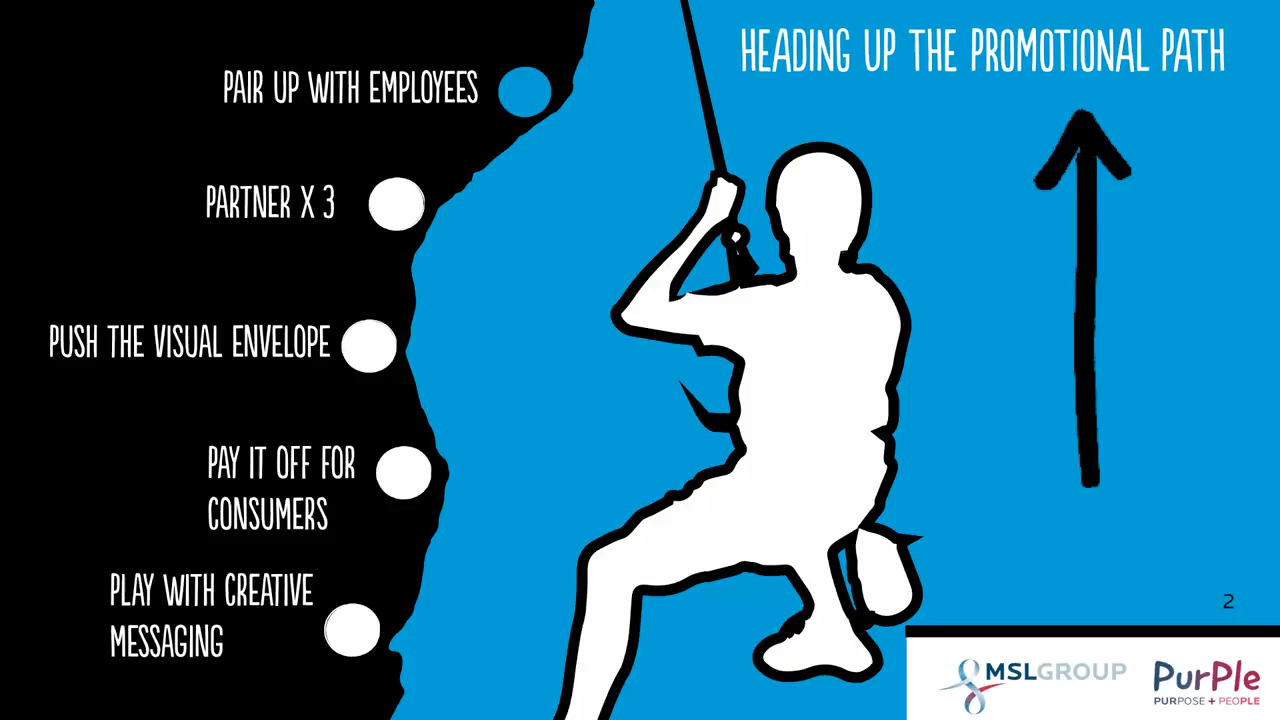 HEADING UP THE PROMOTIONAL PATH
PAIR UP WITH EMPLOYEES
PARTNER X 3
PUSH THE VISUAL ENVELOPE
PAY IT OFF FOR
CONSUMERS
PLAY WITH CREATIVE
MESSAGING
2
MSLGROUP
PurPle
PURPOSE + PEOPLE